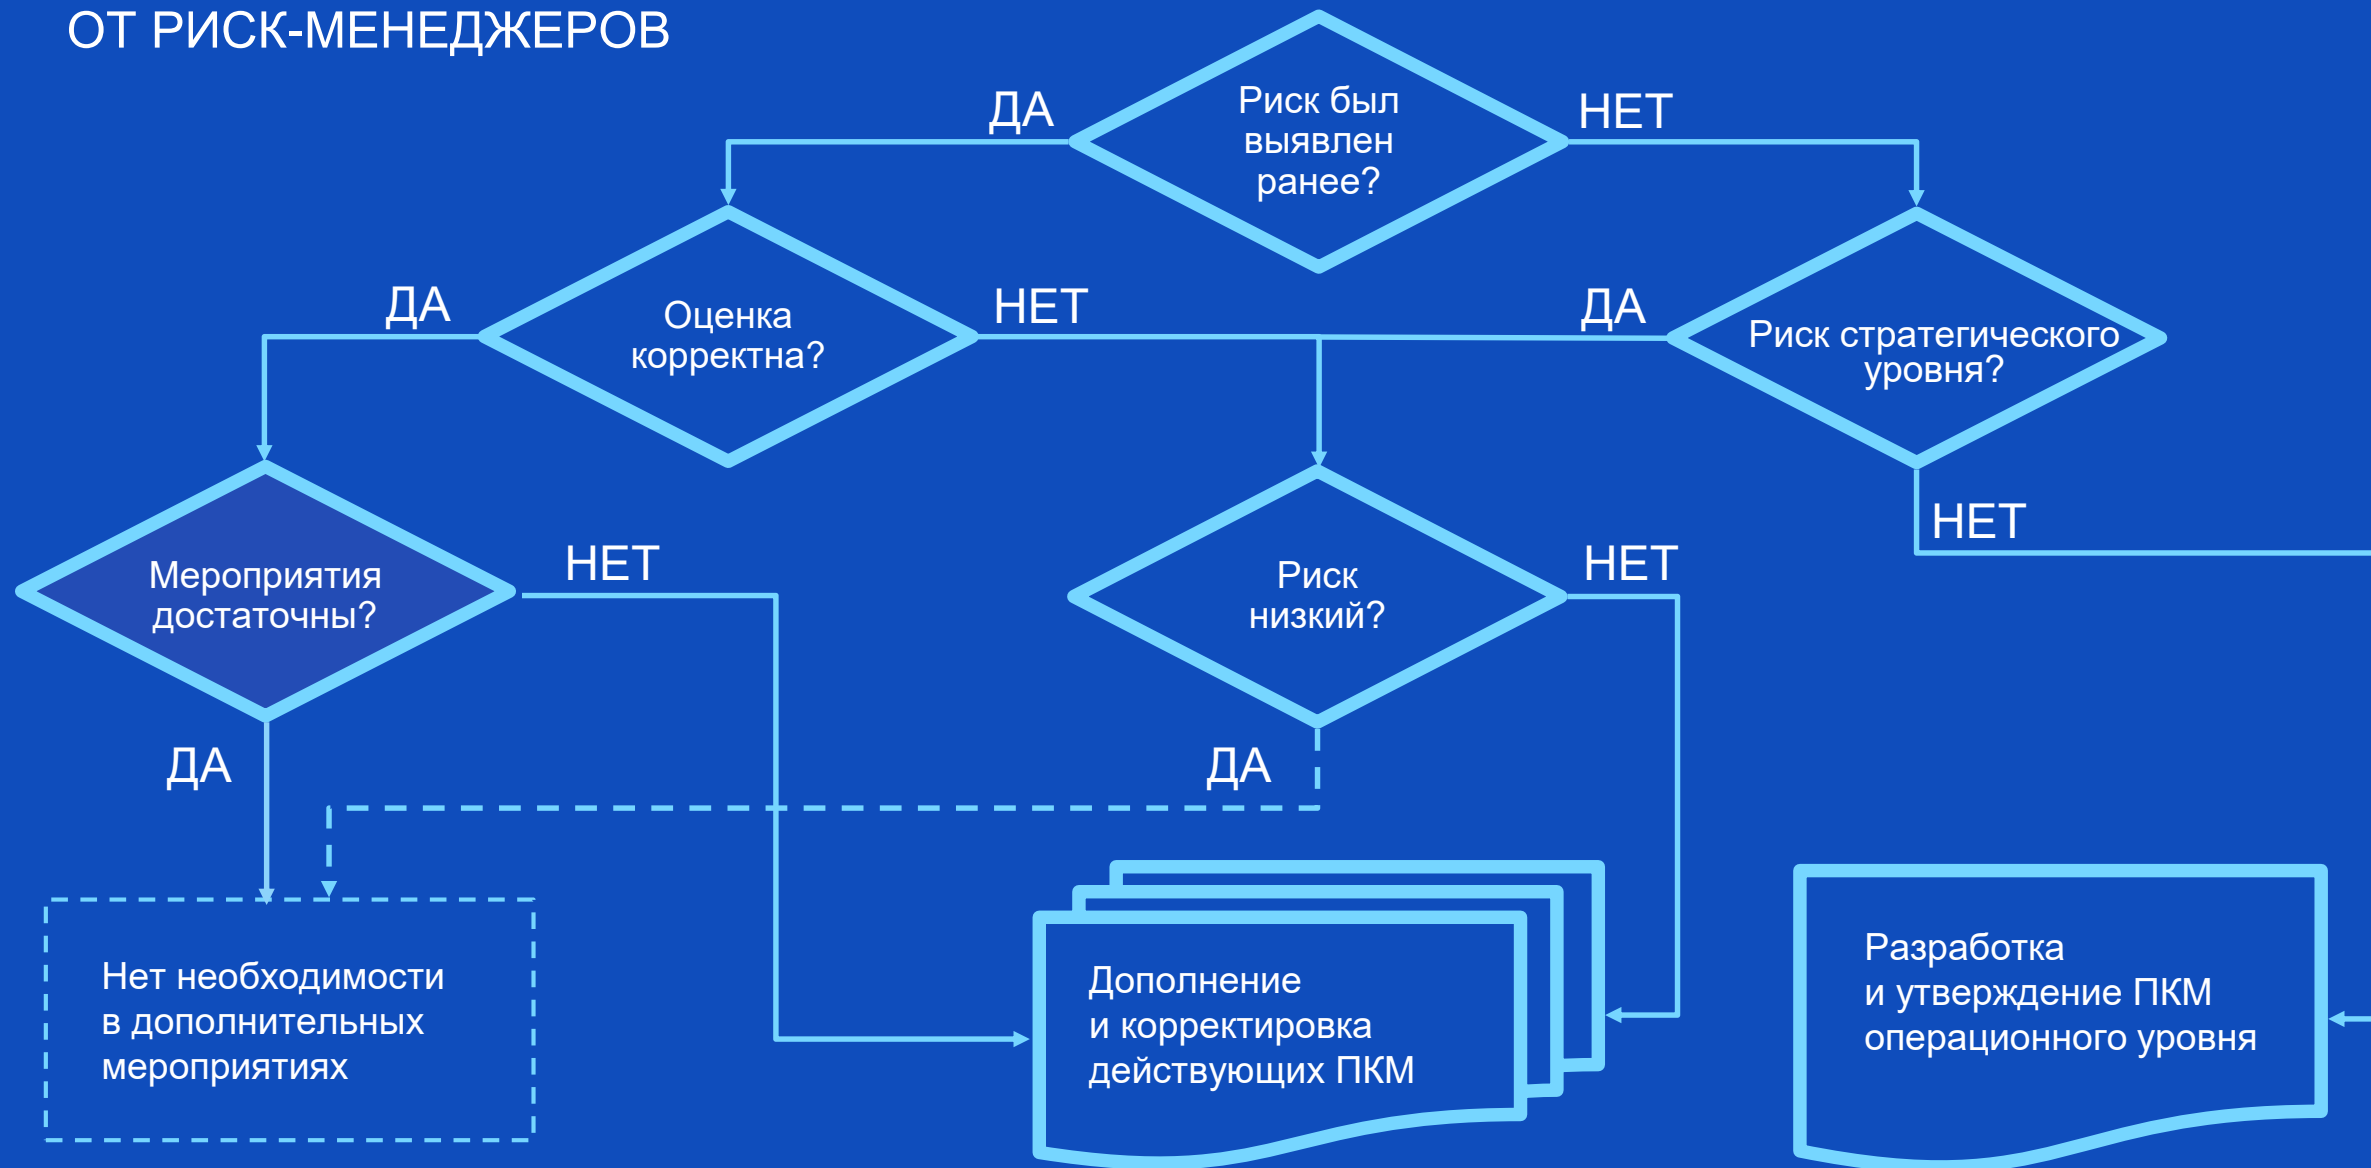 ОТ РИСК-МЕНЕДЖЕРОВ
Риск был
выявлен
ранее?
ДА
НЕТ
Оценка
корректна?
ДА
НЕТ
Риск стратегического
уровня?
ДА
НЕТ
Мероприятия
достаточны?
НЕТ
ДА
Риск
низкий?
НЕТ
ДА
Нет необходимости
в дополнительных
мероприятиях
Дополнение
и корректировка
действующих ПКМ
Разработка
и утверждение ПКМ
операционного уровня